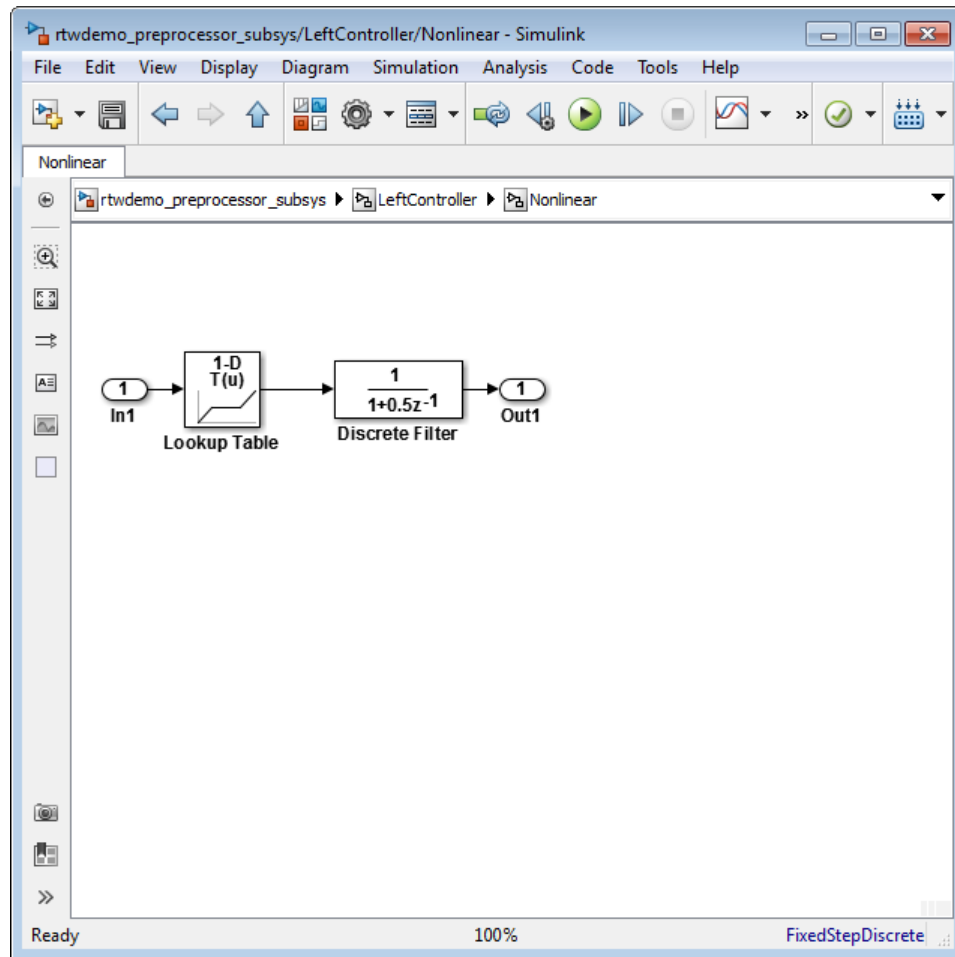 rtwdemo_preprocessor_subsys/LeftController/Nonlinear - Simulink
File Edit View Display Diagram Simulation Analysis Code Tools Help
Nonlinear
rtwdemo_preprocessor_subsys LeftController Nonlinear
1-D
T(u)
1
In1
Lookup Table
1
1+0.5z-1
Discrete Filter
1
Out1
Ready 100% FixedStepDiscrete